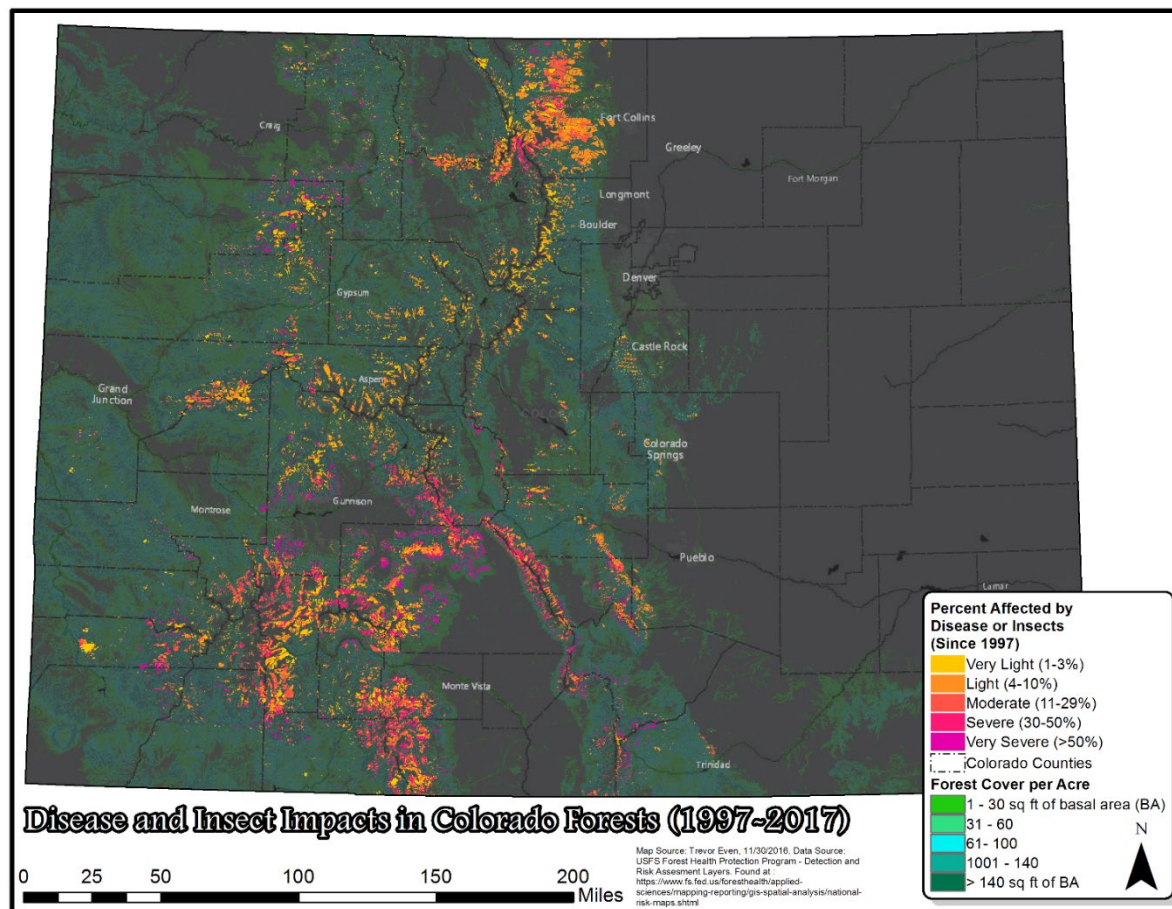 Craig
Fort Collins
Greeley
Fort Morgan
Longmont
Boulder
Denver
Gypsum
Castle Rock
Grand
Junction
Aspen
COLORADO
Colorado
Springs
Gunnison
Montrose
Pueblo
Lamar
Monte Vista
Trinidad
Percent Affected by
Disease or Insects
(Since 1997)
Very Light (1-3%)
Light (4-10%)
Moderate (11-29%)
Severe (30-50%)
Very Severe (>50%)
Colorado Counties
Forest Cover per Acre
1 - 30 sq ft of basal area (BA)
31 - 60
61- 100
1001 - 140
> 140 sq ft of BA
N
Disease and Insect Impacts in Colorado Forests (1997~2017)
0 25 50 100 150 200
Miles
Map Source: Trevor Even, 11/30/2016. Data Source:
USFS Forest Health Protection Program - Detection and
Risk Assesment Layers. Found at :
https://www.fs.fed.us/foresthealth/applied-
sciences/mapping-reporting/gis-spatial-analysis/national-
risk-maps.shtml